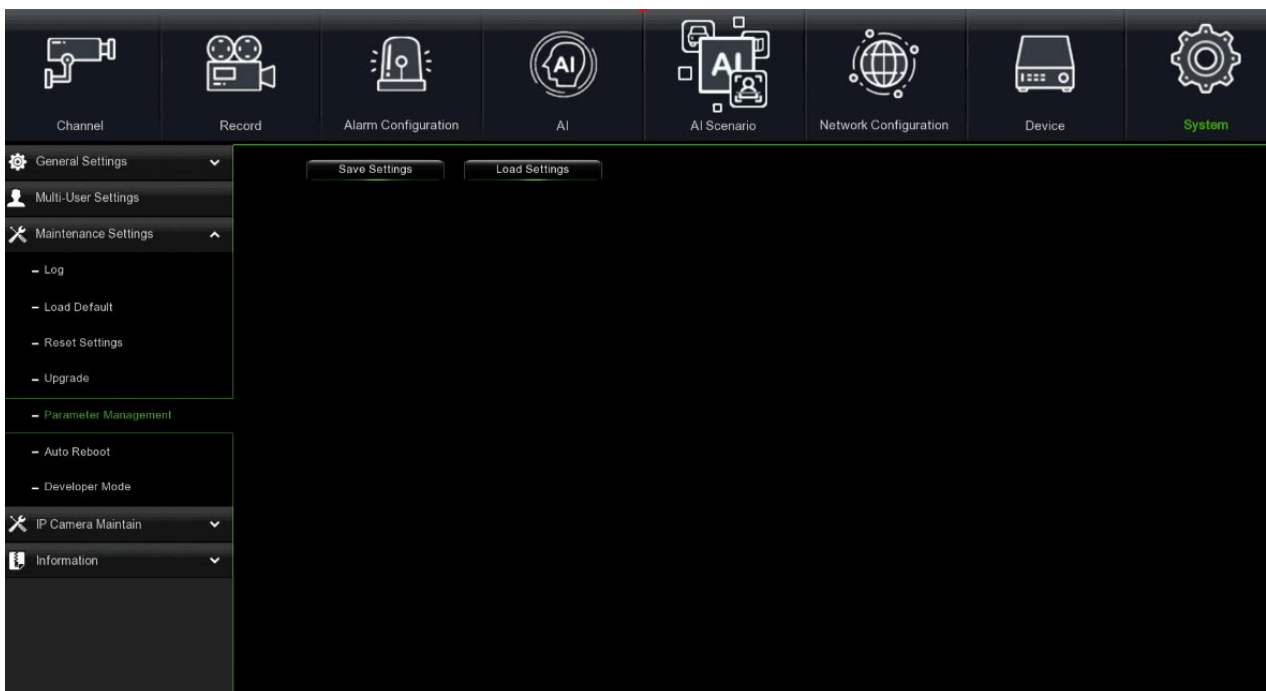 AI
AI
Channel
Record
Alarm Configuration
AI
AI Scenario
Network Configuration
Device
System
General Settings
Save Settings
Load Settings
Multi-User Settings
Maintenance Settings
Log
Load Default
Reset Settings
Upgrade
Parameter Management
Auto Reboot
Developer Mode
IP Camera Maintain
Information